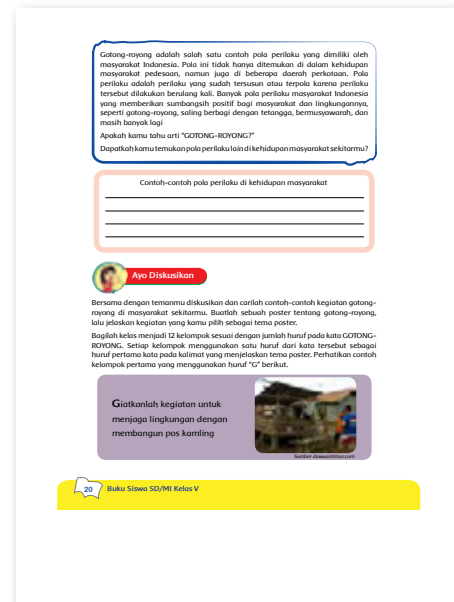 Gotong-royong adalah salah satu contoh pola perilaku yang dimiliki oleh
masyarakat Indonesia. Pola ini tidak hanya ditemukan di dalam kehidupan
masyarakat pedesaan, namun juga di beberapa daerah perkotaan. Pola
perilaku adalah perilaku yang sudah tersusun atau terpola karena perilaku
tersebut dilakukan berulang kali. Banyak pola perilaku masyarakat Indonesia
yang memberikan sumbangsih positif bagi masyarakat dan lingkungannya,
seperti gotong-royong, saling berbagi dengan tetangga, bermusyawarah, dan
masih banyak lagi
Apakah kamu tahu arti "GOTONG-ROYONG?"
Dapatkah kamu temukan pola perilaku lain di kehidupan masyarakat sekitarmu?
Contoh-contoh pola perilaku di kehidupan masyarakat
Ayo Diskusikan
Bersama dengan temanmu diskusikan dan carilah contoh-contoh kegiatan gotong-
royong di masyarakat sekitarmu. Buatlah sebuah poster tentang gotong-royong,
lalu jelaskan kegiatan yang kamu pilih sebagai tema poster.
Bagilah kelas menjadi 12 kelompok sesuai dengan jumlah huruf pada kata GOTONG-
ROYONG. Setiap kelompok menggunakan satu huruf dari kata tersebut sebagai
huruf pertama kata pada kalimat yang menjelaskan tema poster. Perhatikan contoh
kelompok pertama yang menggunakan huruf "G" berikut.
Giatkanlah kegiatan untuk
menjaga lingkungan dengan
membangun pos kamling
20 Buku Siswa SD/MI Kelas V